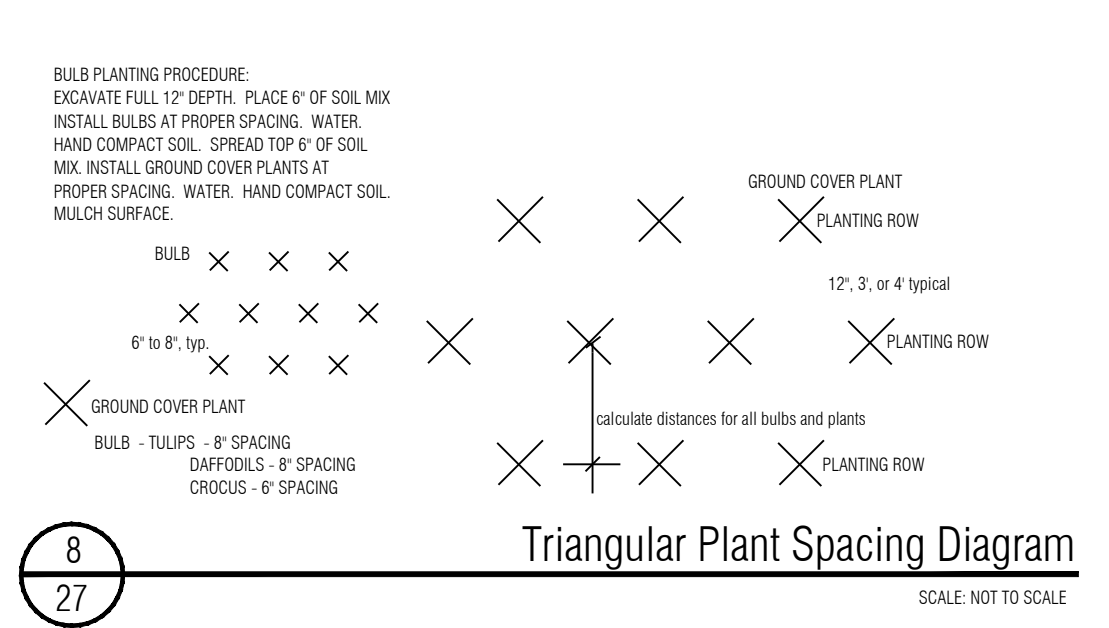 BULB PLANTING PROCEDURE:
EXCAVATE FULL 12" DEPTH. PLACE 6" OF SOIL MIX
INSTALL BULBS AT PROPER SPACING. WATER.
HAND COMPACT SOIL. SPREAD TOP 6" OF SOIL
MIX. INSTALL GROUND COVER PLANTS AT
PROPER SPACING. WATER. HAND COMPACT SOIL.
MULCH SURFACE.
GROUND COVER PLANT
PLANTING ROW
BULB
12", 3', or 4' typical
6" to 8", typ.
PLANTING ROW
GROUND COVER PLANT
calculate distances for all bulbs and plants
BULB - TULIPS - 8" SPACING
DAFFODILS - 8" SPACING
CROCUS - 6" SPACING
PLANTING ROW
8
27
Triangular Plant Spacing Diagram
SCALE: NOT TO SCALE